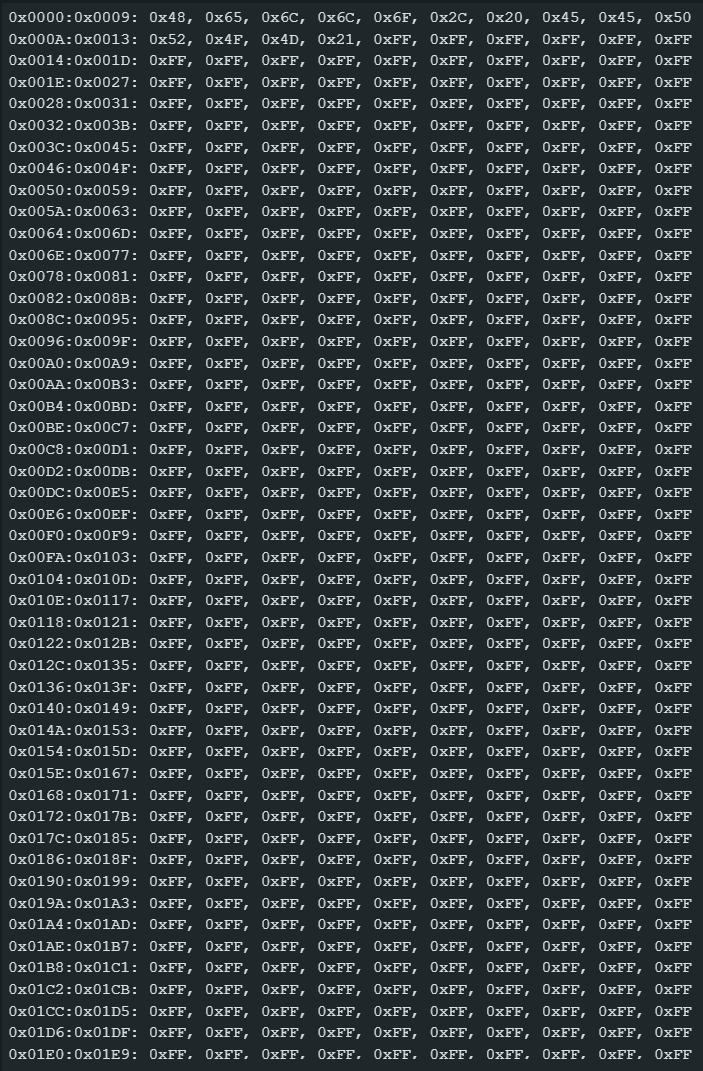 0x0000:0x0009: 0x48, 0x65, 0x6C, 0x6C, 0x6F, 0x2C, 0x20, 0x45, 0x45, 0x50
0x000A:0x0013: 0x52, 0x4F, 0x4D, 0x21, 0xFF, 0xFF, 0xFF, 0xFF, 0xFF, 0xFF
0x0014:0x001D: 0xFF, 0xFF, 0xFF, 0xFF, 0xFF, 0xFF, 0xFF, 0xFF, 0xFF, 0xFF
0x001E:0x0027: 0xFF, 0xFF, 0xFF, 0xFF, 0xFF, 0xFF, 0xFF, 0xFF, 0xFF, 0xFF
0x0028:0x0031: 0xFF, 0xFF, 0xFF, 0xFF, 0xFF, 0xFF, 0xFF, 0xFF, 0xFF, 0xFF
0x0032:0x003B: 0xFF, 0xFF, 0xFF, 0xFF, 0xFF, 0xFF, 0xFF, 0xFF, 0xFF, 0xFF
0x003C:0x0045: 0xFF, 0xFF, 0xFF, 0xFF, 0xFF, 0xFF, 0xFF, 0xFF, 0xFF, 0xFF
0x0046:0x004F: 0xFF, 0xFF, 0xFF, 0xFF, 0xFF, 0xFF, 0xFF, 0xFF, 0xFF, 0xFF
0x0050:0x0059: 0xFF, 0xFF, 0xFF, 0xFF, 0xFF, 0xFF, 0xFF, 0xFF, 0xFF, 0xFF
0x005A:0x0063: 0xFF, 0xFF, 0xFF, 0xFF, 0xFF, 0xFF, 0xFF, 0xFF, 0xFF, 0xFF
0x0064:0x006D: 0xFF, 0xFF, 0xFF, 0xFF, 0xFF, 0xFF, 0xFF, 0xFF, 0xFF, 0xFF
0x006E:0x0077: 0xFF, 0xFF, 0xFF, 0xFF, 0xFF, 0xFF, 0xFF, 0xFF, 0xFF, 0xFF
0x0078:0x0081: 0xFF, 0xFF, 0xFF, 0xFF, 0xFF, 0xFF, 0xFF, 0xFF, 0xFF, 0xFF
0x0082:0x008B: 0xFF, 0xFF, 0xFF, 0xFF, 0xFF, 0xFF, 0xFF, 0xFF, 0xFF, 0xFF
0x008C:0x0095: 0xFF, 0xFF, 0xFF, 0xFF, 0xFF, 0xFF, 0xFF, 0xFF, 0xFF, 0xFF
0x0096:0x009F: 0xFF, 0xFF, 0xFF, 0xFF, 0xFF, 0xFF, 0xFF, 0xFF, 0xFF, 0xFF
0x00A0:0x00A9: 0xFF, 0xFF, 0xFF, 0xFF, 0xFF, 0xFF, 0xFF, 0xFF, 0xFF, 0xFF
0x00AA:0x00B3: 0xFF, 0xFF, 0xFF, 0xFF, 0xFF, 0xFF, 0xFF, 0xFF, 0xFF, 0xFF
0x00B4:0x00BD: 0xFF, 0xFF, 0xFF, 0xFF, 0xFF, 0xFF, 0xFF, 0xFF, 0xFF, 0xFF
0x00BE:0x00C7: 0xFF, 0xFF, 0xFF, 0xFF, 0xFF, 0xFF, 0xFF, 0xFF, 0xFF, 0xFF
0x00C8:0x00D1: 0xFF, 0xFF, 0xFF, 0xFF, 0xFF, 0xFF, 0xFF, 0xFF, 0xFF, 0xFF
0x00D2:0x00DB: 0xFF, 0xFF, 0xFF, 0xFF, 0xFF, 0xFF, 0xFF, 0xFF, 0xFF, 0xFF
0x00DC:0x00E5: 0xFF, 0xFF, 0xFF, 0xFF, 0xFF, 0xFF, 0xFF, 0xFF, 0xFF, 0xFF
0x00E6:0x00EF: 0xFF, 0xFF, 0xFF, 0xFF, 0xFF, 0xFF, 0xFF, 0xFF, 0xFF, 0xFF
0x00F0:0x00F9: 0xFF, 0xFF, 0xFF, 0xFF, 0xFF, 0xFF, 0xFF, 0xFF, 0xFF, 0xFF
0x00FA:0x0103: 0xFF, 0xFF, 0xFF, 0xFF, 0xFF, 0xFF, 0xFF, 0xFF, 0xFF, 0xFF
0x0104:0x010D: 0xFF, 0xFF, 0xFF, 0xFF, 0xFF, 0xFF, 0xFF, 0xFF, 0xFF, 0xFF
0x010E:0x0117: 0xFF, 0xFF, 0xFF, 0xFF, 0xFF, 0xFF, 0xFF, 0xFF, 0xFF, 0xFF
0x0118:0x0121: 0xFF, 0xFF, 0xFF, 0xFF, 0xFF, 0xFF, 0xFF, 0xFF, 0xFF, 0xFF
0x0122:0x012B: 0xFF, 0xFF, 0xFF, 0xFF, 0xFF, 0xFF, 0xFF, 0xFF, 0xFF, 0xFF
0x012C:0x0135: 0xFF, 0xFF, 0xFF, 0xFF, 0xFF, 0xFF, 0xFF, 0xFF, 0xFF, 0xFF
0x0136:0x013F: 0xFF, 0xFF, 0xFF, 0xFF, 0xFF, 0xFF, 0xFF, 0xFF, 0xFF, 0xFF
0x0140:0x0149: 0xFF, 0xFF, 0xFF, 0xFF, 0xFF, 0xFF, 0xFF, 0xFF, 0xFF, 0xFF
0x014A:0x0153: 0xFF, 0xFF, 0xFF, 0xFF, 0xFF, 0xFF, 0xFF, 0xFF, 0xFF, 0xFF
0x0154:0x015D: 0xFF, 0xFF, 0xFF, 0xFF, 0xFF, 0xFF, 0xFF, 0xFF, 0xFF, 0xFF
0x015E:0x0167: 0xFF, 0xFF, 0xFF, 0xFF, 0xFF, 0xFF, 0xFF, 0xFF, 0xFF, 0xFF
0x0168:0x0171: 0xFF, 0xFF, 0xFF, 0xFF, 0xFF, 0xFF, 0xFF, 0xFF, 0xFF, 0xFF
0x0172:0x017B: 0xFF, 0xFF, 0xFF, 0xFF, 0xFF, 0xFF, 0xFF, 0xFF, 0xFF, 0xFF
0x017C:0x0185: 0xFF, 0xFF, 0xFF, 0xFF, 0xFF, 0xFF, 0xFF, 0xFF, 0xFF, 0xFF
0x0186:0x018F: 0xFF, 0xFF, 0xFF, 0xFF, 0xFF, 0xFF, 0xFF, 0xFF, 0xFF, 0xFF
0x0190:0x0199: 0xFF, 0xFF, 0xFF, 0xFF, 0xFF, 0xFF, 0xFF, 0xFF, 0xFF, 0xFF
0x019A:0x01A3: 0xFF, 0xFF, 0xFF, 0xFF, 0xFF, 0xFF, 0xFF, 0xFF, 0xFF, 0xFF
0x01A4:0x01AD: 0xFF, 0xFF, 0xFF, 0xFF, 0xFF, 0xFF, 0xFF, 0xFF, 0xFF, 0xFF
0x01AE:0x01B7: 0xFF, 0xFF, 0xFF, 0xFF, 0xFF, 0xFF, 0xFF, 0xFF, 0xFF, 0xFF
0x01B8:0x01C1: 0xFF, 0xFF, 0xFF, 0xFF, 0xFF, 0xFF, 0xFF, 0xFF, 0xFF, 0xFF
0x01C2:0x01CB: 0xFF, 0xFF, 0xFF, 0xFF, 0xFF, 0xFF, 0xFF, 0xFF, 0xFF, 0xFF
0x01CC:0x01D5: 0xFF, 0xFF, 0xFF, 0xFF, 0xFF, 0xFF, 0xFF, 0xFF, 0xFF, 0xFF
0x01D6:0x01DF: 0xFF, 0xFF, 0xFF, 0xFF, 0xFF, 0xFF, 0xFF, 0xFF, 0xFF, 0xFF
0x01E0:0x01E9: 0xFF, 0xFF, 0xFF, 0xFF, 0xFF, 0xFF, 0xFF, 0xFF, 0xFF, 0xFF